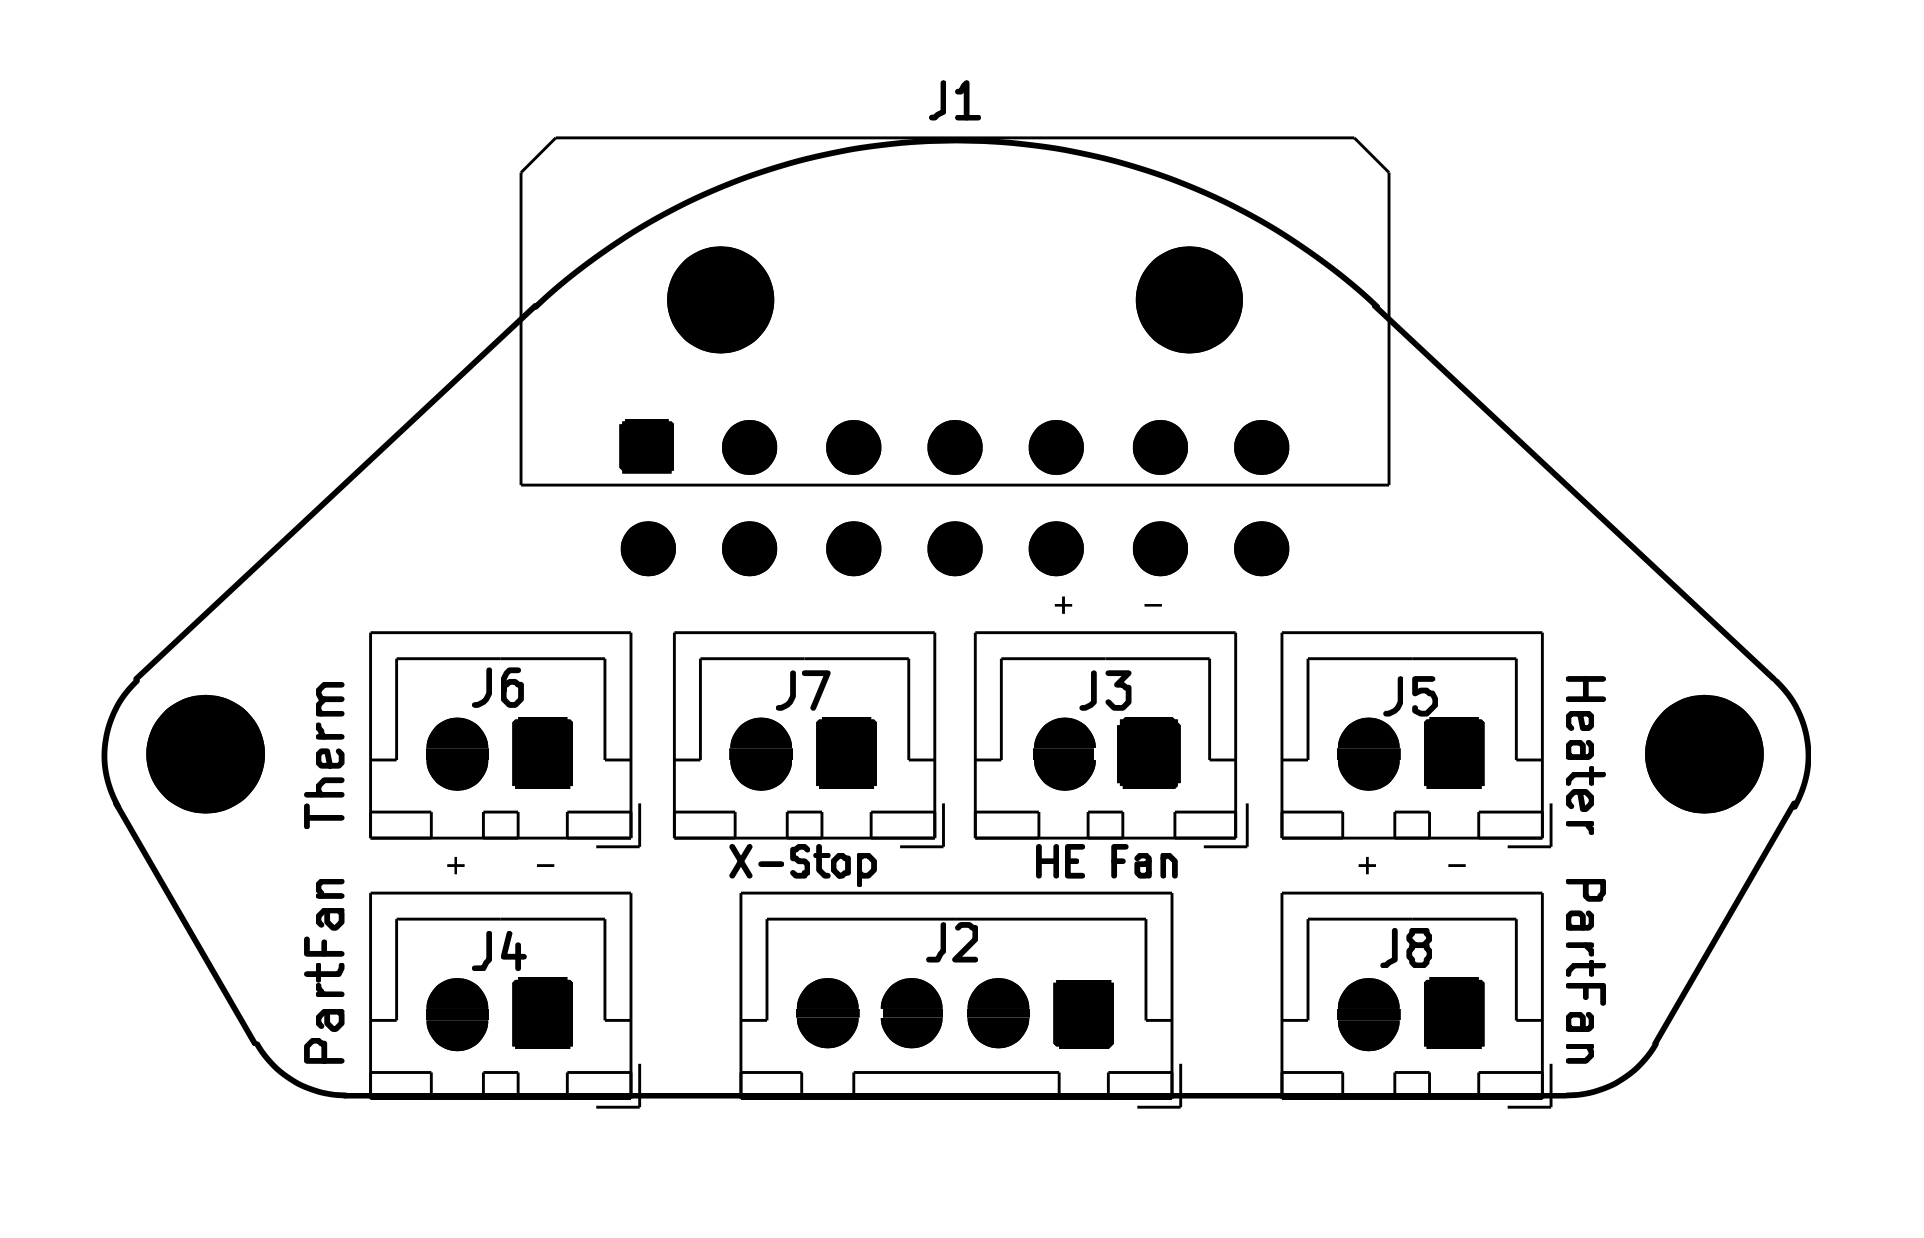 J1
+ −
J6 J7 J3 J5
Therm
Heater
X-Stop HE Fan
+ − + −
J4 J2 J8
PartFan
PartFan